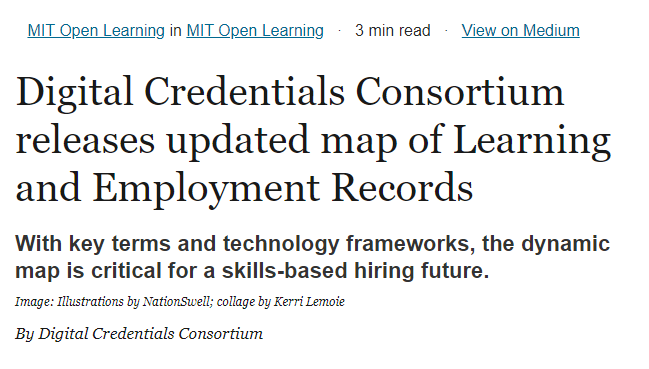 MIT Open Learning in MIT Open Learning · 3 min read · View on Medium
Digital Credentials Consortium
releases updated map of Learning
and Employment Records
With key terms and technology frameworks, the dynamic
map is critical for a skills-based hiring future.
Image: Illustrations by NationSwell; collage by Kerri Lemoie
By Digital Credentials Consortium